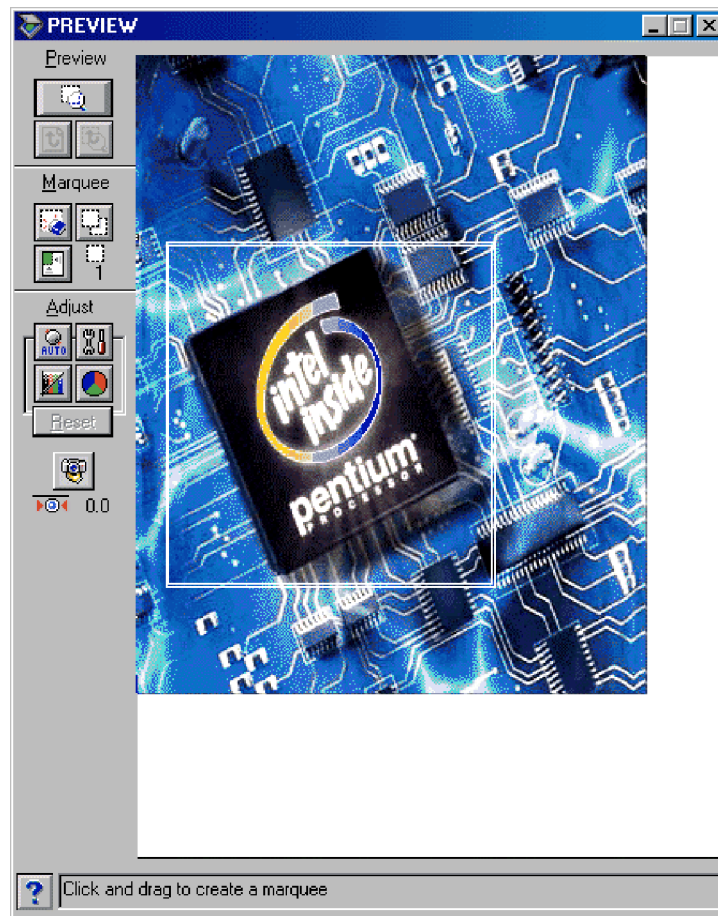 PREVIEW
Preview
Marquee
1
Adjust
AUTO
Reset
0.0
intel
inside
pentium
PROCESSOR
Click and drag to create a marquee